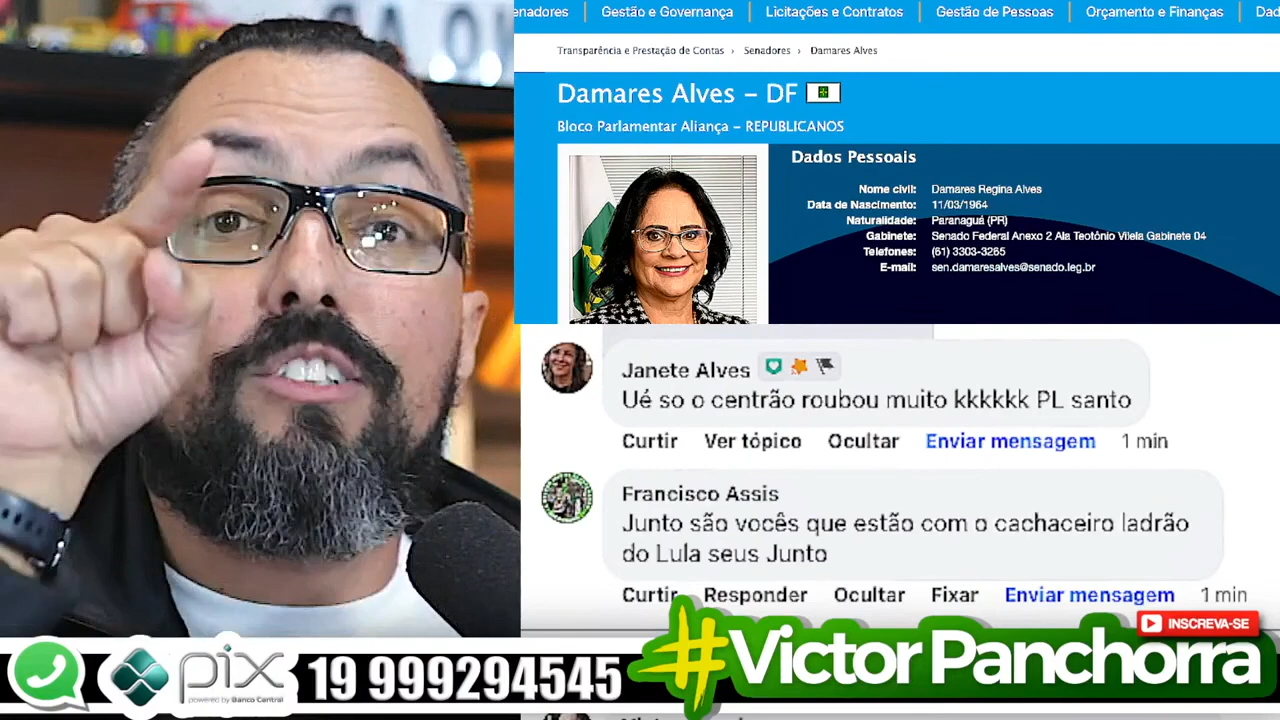 enadores
Gestão e Governança
Licitações e Contratos
Gestão de Pessoas
Orçamento e Finanças
Dad
Transparência e Prestação de Contas › Senadores › Damares Alves
Damares Alves – DF
Bloco Parlamentar Aliança – REPUBLICANOS
Dados Pessoais
Nome civil: Damares Regina Alves
Data de Nascimento: 11/03/1964
Naturalidade: Paranaguá (PR)
Gabinete: Senado Federal Anexo 2 Ala Teotônio Vilela Gabinete 04
Telefones: (61) 3303-3265
E-mail: sen.damaresalves@senado.leg.br
Janete Alves
Ué so o centrão roubou muito kkkkkk PL santo
Curtir Ver tópico Ocultar Enviar mensagem 1 min
Francisco Assis
Junto são vocês que estão com o cachaceiro ladrão
do Lula seus Junto
Curtir Responder Ocultar Fixar Enviar mensagem 1 min
INSCREVA-SE
#VictorPanchorra
pix
powered by Banco Central
19 999294545